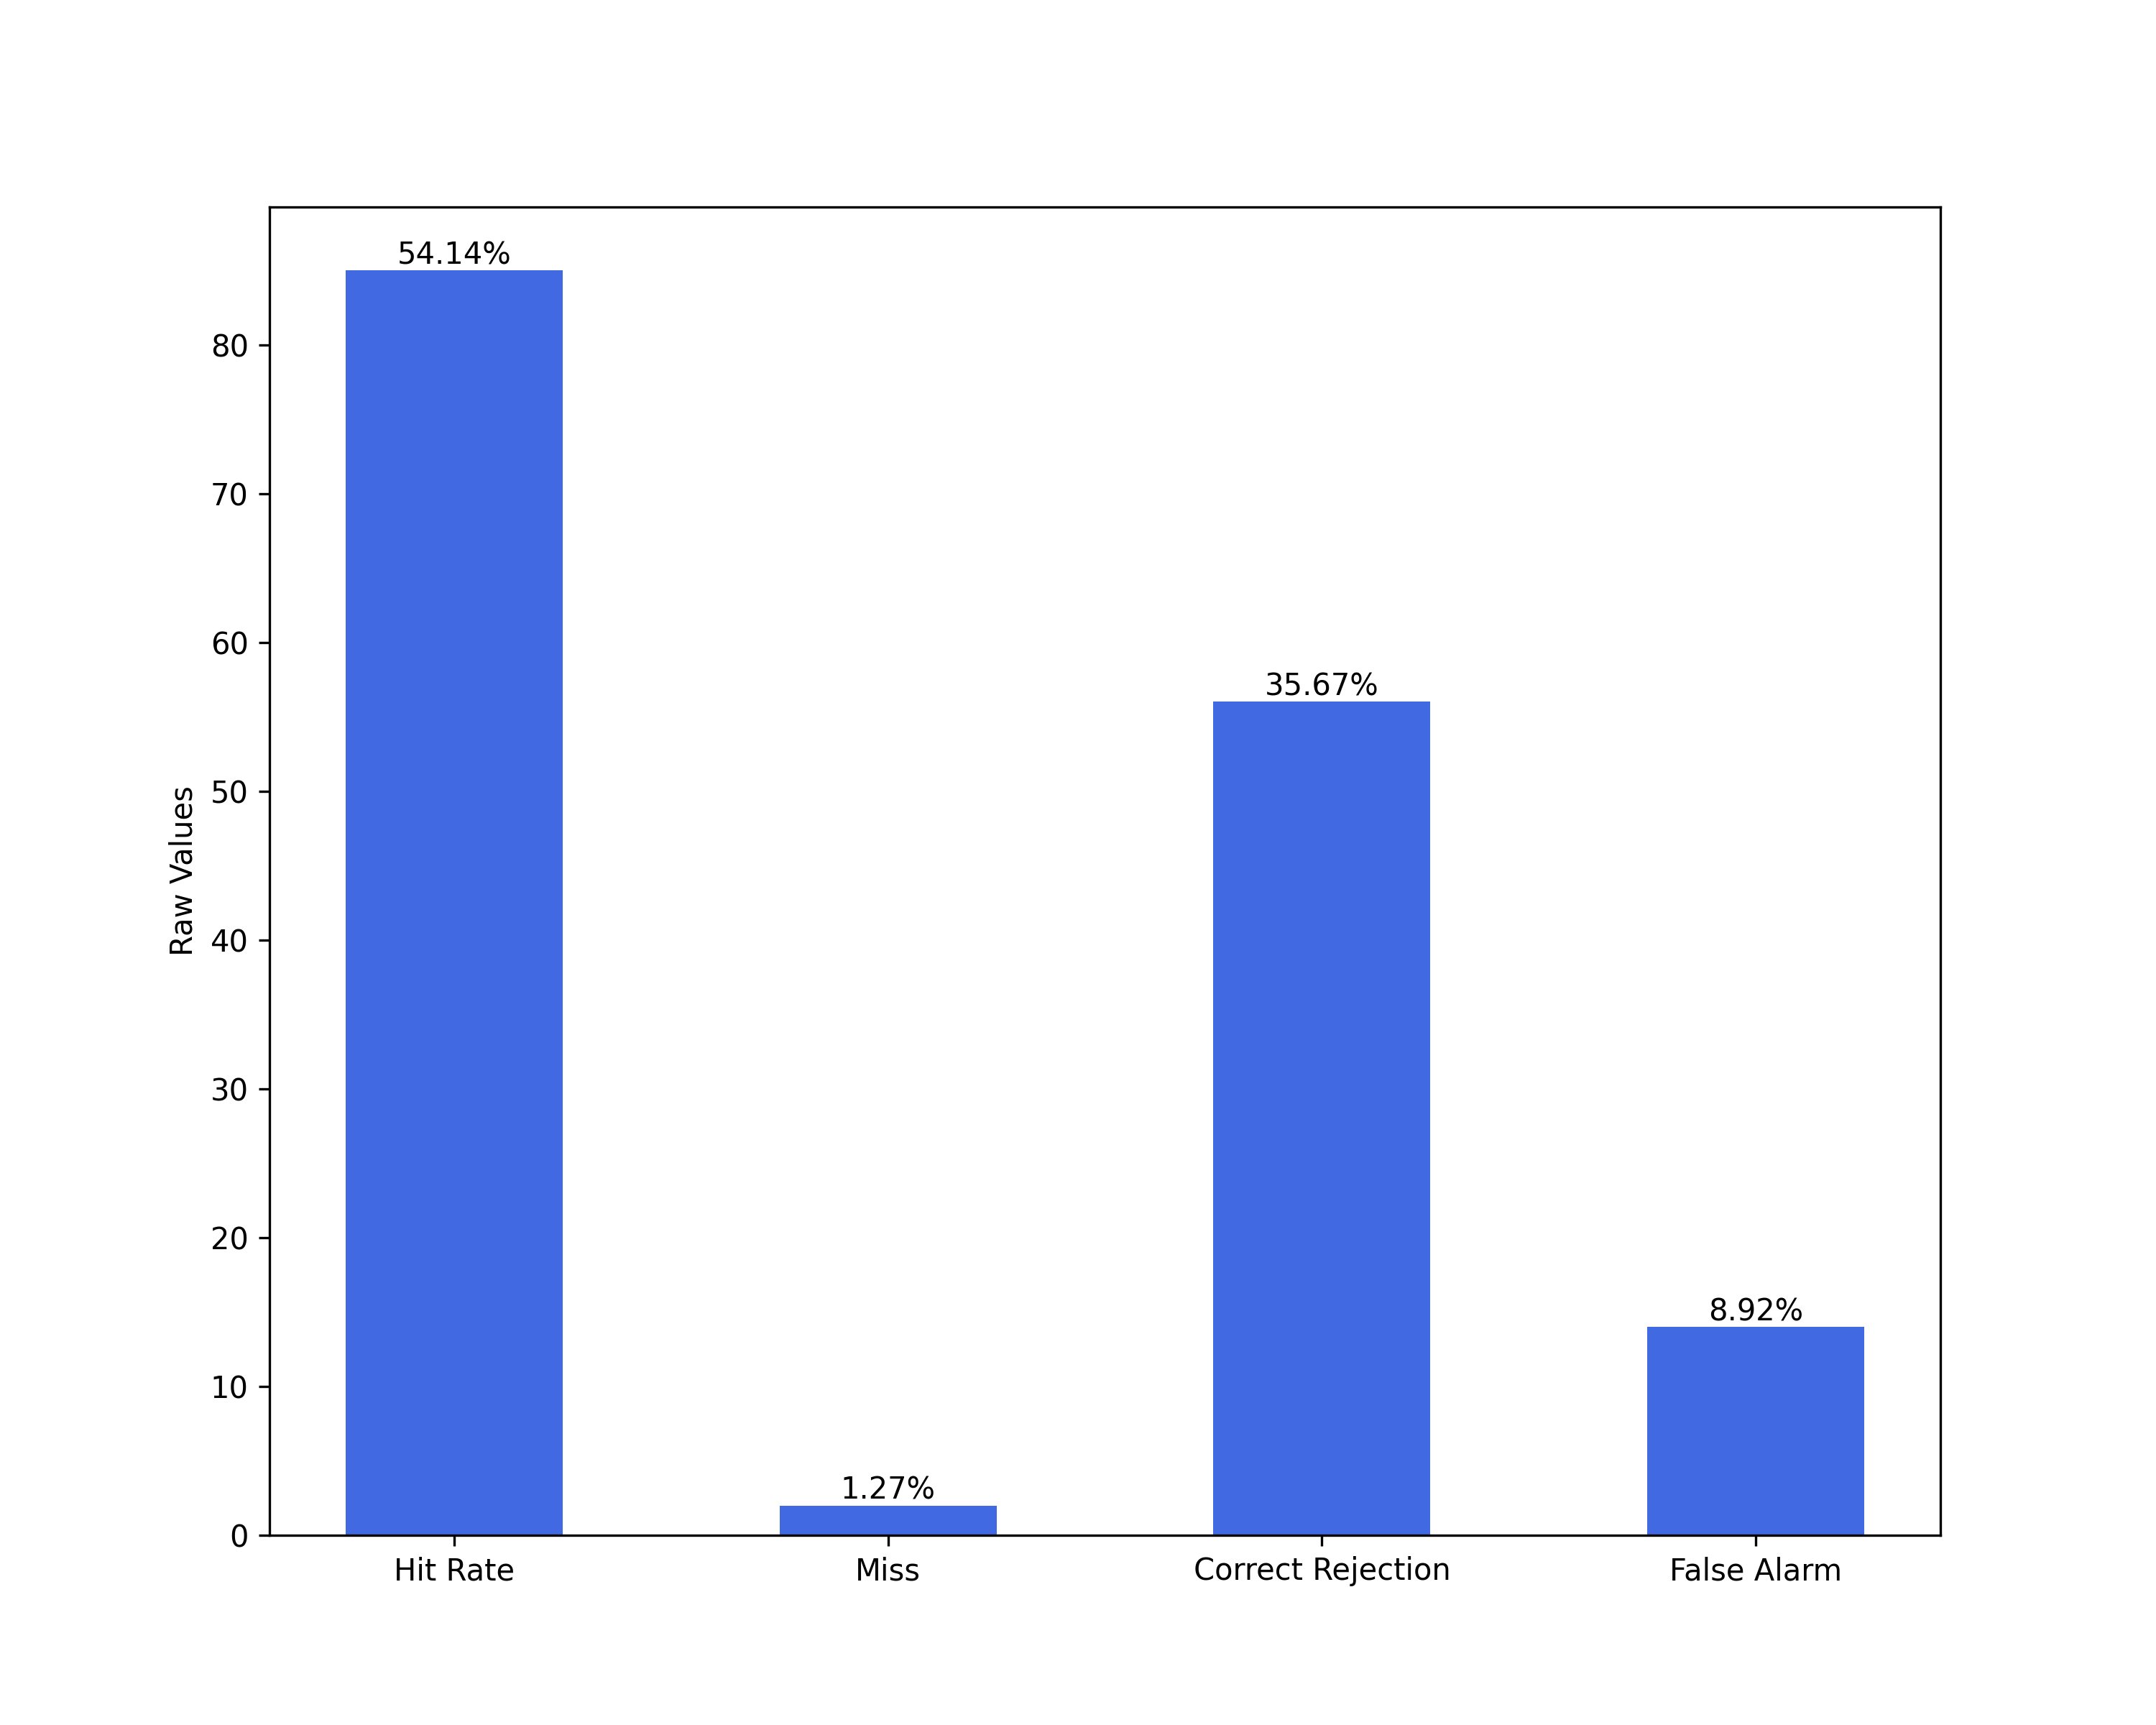 54.14%
80
70
60
35.67%
50
Raw Values
40
30
20
8.92%
10
1.27%
0
Hit Rate
Miss
Correct Rejection
False Alarm